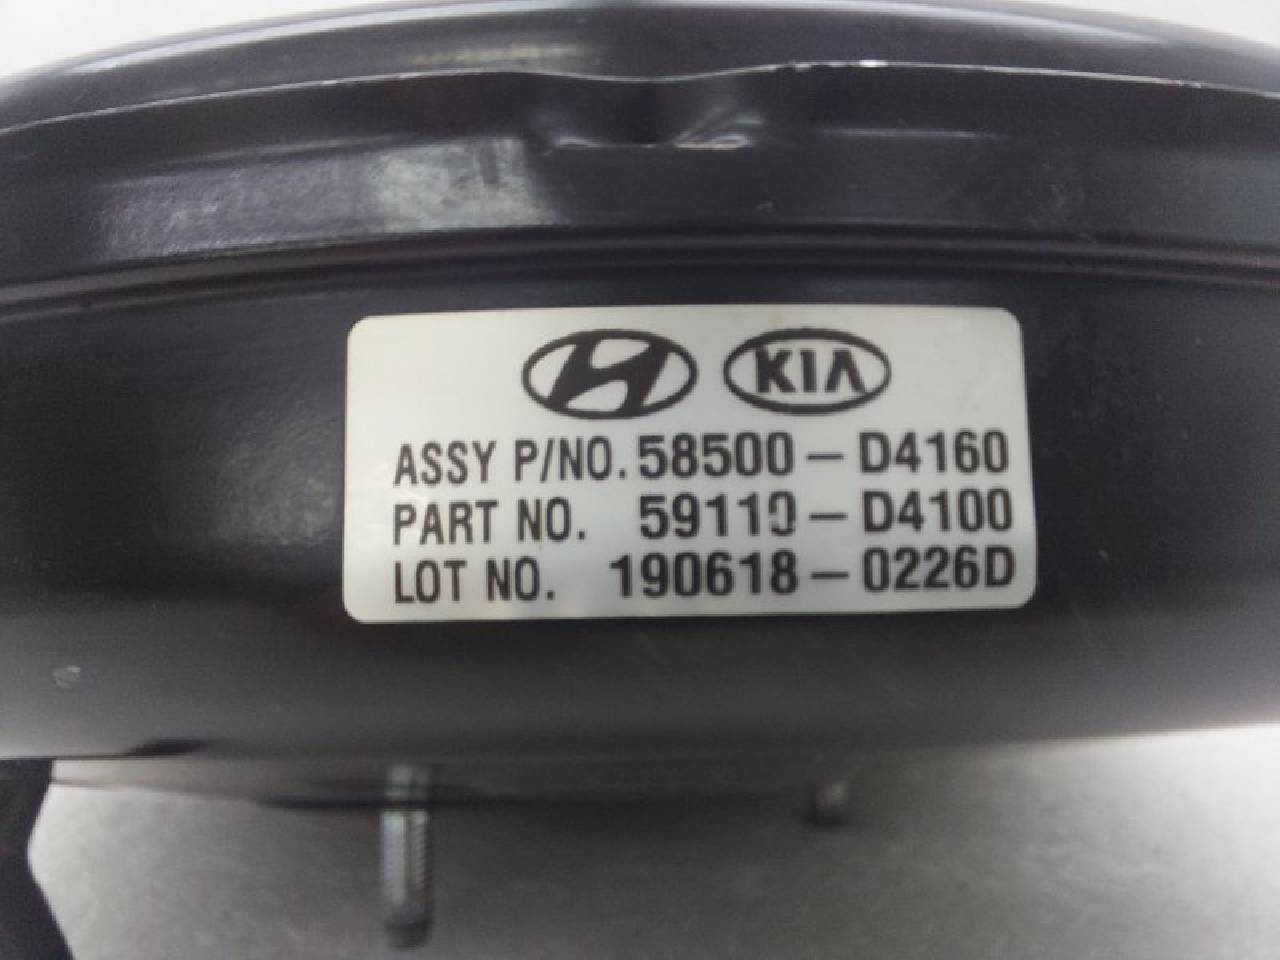 KIA
ASSY P/NO. 58500-D4160
PART NO. 59110-D4100
LOT NO. 190618-0226D